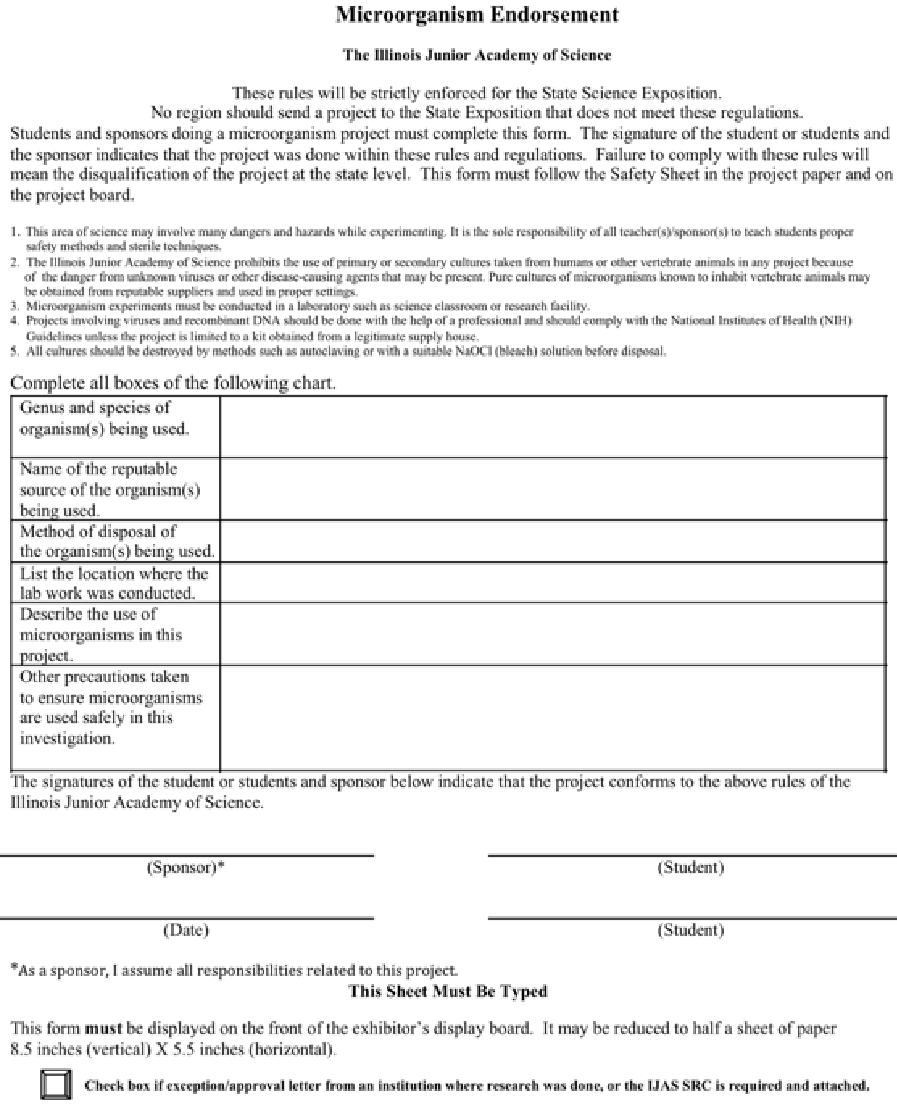 Microorganism Endorsement
The Illinois Junior Academy of Science
These rules will be strictly enforced for the State Science Exposition.
No region should send a project to the State Exposition that does not meet these regulations.
Students and sponsors doing a microorganism project must complete this form. The signature of the student or students and
the sponsor indicates that the project was done within these rules and regulations. Failure to comply with these rules will
mean the disqualification of the project at the state level. This form must follow the Safety Sheet in the project paper and on
the project board.
1. This area of science may involve many dangers and hazards while experimenting. It is the sole responsibility of all teacher(s)/sponsor(s) to teach students proper
safety methods and sterile techniques.
2. The Illinois Junior Academy of Science prohibits the use of primary or secondary cultures taken from humans or other vertebrate animals in any project because
of the danger from unknown viruses or other disease-causing agents that may be present. Pure cultures of microorganisms known to inhabit vertebrate animals may
be obtained from reputable suppliers and used in proper settings.
3. Microorganism experiments must be conducted in a laboratory such as science classroom or research facility.
4. Projects involving viruses and recombinant DNA should be done with the help of a professional and should comply with the National Institutes of Health (NIH)
Guidelines unless the project is limited to a kit obtained from a legitimate supply house.
5. All cultures should be destroyed by methods such as autoclaving or with a suitable NaOCl (bleach) solution before disposal.
Complete all boxes of the following chart.
Genus and species of
organism(s) being used.
Name of the reputable
source of the organism(s)
being used.
Method of disposal of
the organism(s) being used.
List the location where the
lab work was conducted.
Describe the use of
microorganisms in this
project.
Other precautions taken
to ensure microorganisms
are used safely in this
investigation.
The signatures of the student or students and sponsor below indicate that the project conforms to the above rules of the
Illinois Junior Academy of Science.
(Sponsor)* (Student)
(Date) (Student)
*As a sponsor, I assume all responsibilities related to this project.
This Sheet Must Be Typed
This form must be displayed on the front of the exhibitor's display board. It may be reduced to half a sheet of paper
8.5 inches (vertical) X 5.5 inches (horizontal).
Check box if exception/approval letter from an institution where research was done, or the IJAS SRC is required and attached.